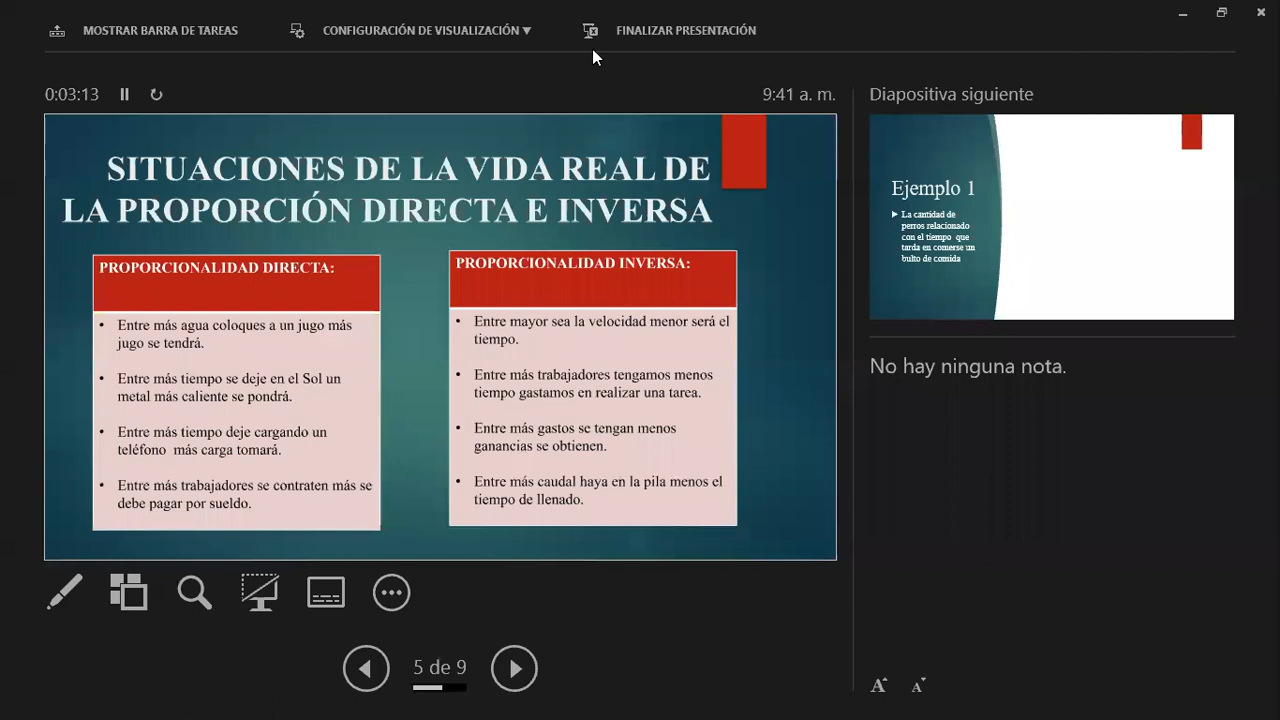 MOSTRAR BARRA DE TAREAS
CONFIGURACIÓN DE VISUALIZACIÓN ▼
FINALIZAR PRESENTACIÓN
0:03:13
9:41 a. m.
SITUACIONES DE LA VIDA REAL DE
LA PROPORCIÓN DIRECTA E INVERSA
PROPORCIONALIDAD DIRECTA:
• Entre más agua coloques a un jugo más
jugo se tendrá.
• Entre más tiempo se deje en el Sol un
metal más caliente se pondrá.
• Entre más tiempo deje cargando un
teléfono más carga tomará.
• Entre más trabajadores se contraten más se
debe pagar por sueldo.
PROPORCIONALIDAD INVERSA:
• Entre mayor sea la velocidad menor será el
tiempo.
• Entre más trabajadores tengamos menos
tiempo gastamos en realizar una tarea.
• Entre más gastos se tengan menos
ganancias se obtienen.
• Entre más caudal haya en la pila menos el
tiempo de llenado.
5 de 9
Diapositiva siguiente
Ejemplo 1
La cantidad de
perros relacionado
con el tiempo que
tarda en comerse un
bulto de comida
No hay ninguna nota.
A A